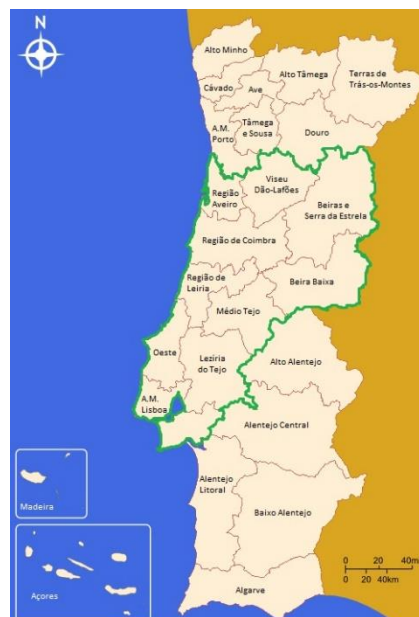 N
Alto Minho
Cávado
Ave
Alto Tâmega
Terras de
Trás-os-Montes
A.M.
Porto
Tâmega
e Sousa
Douro
Região
Aveiro
Viseu
Dão-Lafões
Beiras e
Serra da Estrela
Região de Coimbra
Região de
Leiria
Beira Baixa
Médio Tejo
Oeste
Lezíria
do Tejo
Alto Alentejo
A.M.
Lisboa
Alentejo Central
Alentejo
Litoral
Madeira
Baixo Alentejo
Açores
Algarve
0 20 40m
0 20 40km